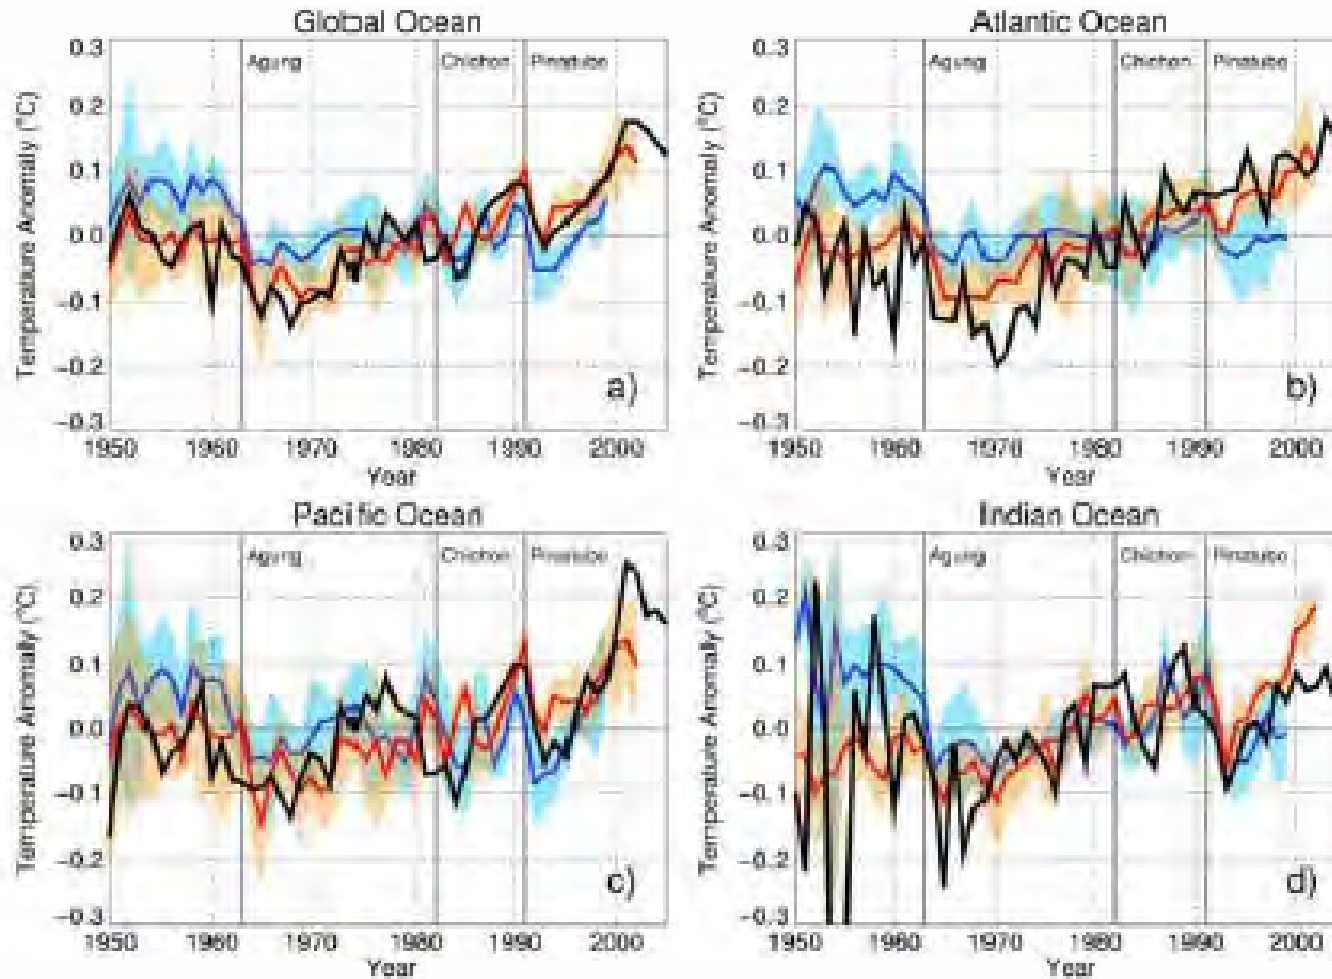 Global Ocean
0.3
0.2
0.1
0.0
−0.1
−0.2
−0.3
Temperature Anomaly (°C)
Agung
Chichon
Pinatubo
a)
1950 1960 1970 1980 1990 2000
Year
Atlantic Ocean
0.3
0.2
0.1
0.0
−0.1
−0.2
−0.3
Temperature Anomaly (°C)
Agung
Chichon
Pinatubo
b)
1950 1960 1970 1980 1990 2000
Year
Pacific Ocean
0.3
0.2
0.1
0.0
−0.1
−0.2
−0.3
Temperature Anomaly (°C)
Agung
Chichon
Pinatubo
c)
1950 1960 1970 1980 1990 2000
Year
Indian Ocean
0.3
0.2
0.1
0.0
−0.1
−0.2
−0.3
Temperature Anomaly (°C)
Agung
Chichon
Pinatubo
d)
1950 1960 1970 1980 1990 2000
Year